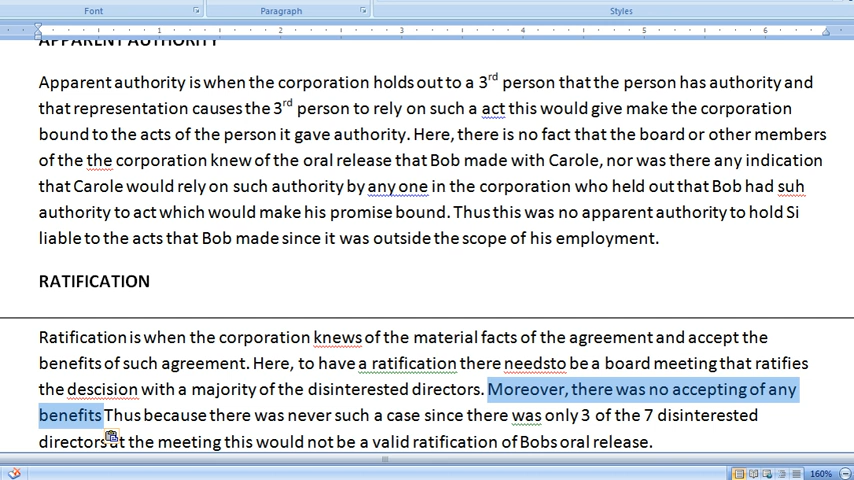 Font Paragraph Styles
1 2 3 4 5 6
APPARENT AUTHORITY
Apparent authority is when the corporation holds out to a 3rd person that the person has authority and
that representation causes the 3rd person to rely on such a act this would give make the corporation
bound to the acts of the person it gave authority. Here, there is no fact that the board or other members
of the the corporation knew of the oral release that Bob made with Carole, nor was there any indication
that Carole would rely on such authority by any one in the corporation who held out that Bob had suh
authority to act which would make his promise bound. Thus this was no apparent authority to hold Si
liable to the acts that Bob made since it was outside the scope of his employment.
RATIFICATION
Ratification is when the corporation knews of the material facts of the agreement and accept the
benefits of such agreement. Here, to have a ratification there needsto be a board meeting that ratifies
the descision with a majority of the disinterested directors. Moreover, there was no accepting of any
benefits Thus because there was never such a case since there was only 3 of the 7 disinterested
directors at the meeting this would not be a valid ratification of Bobs oral release.
160%